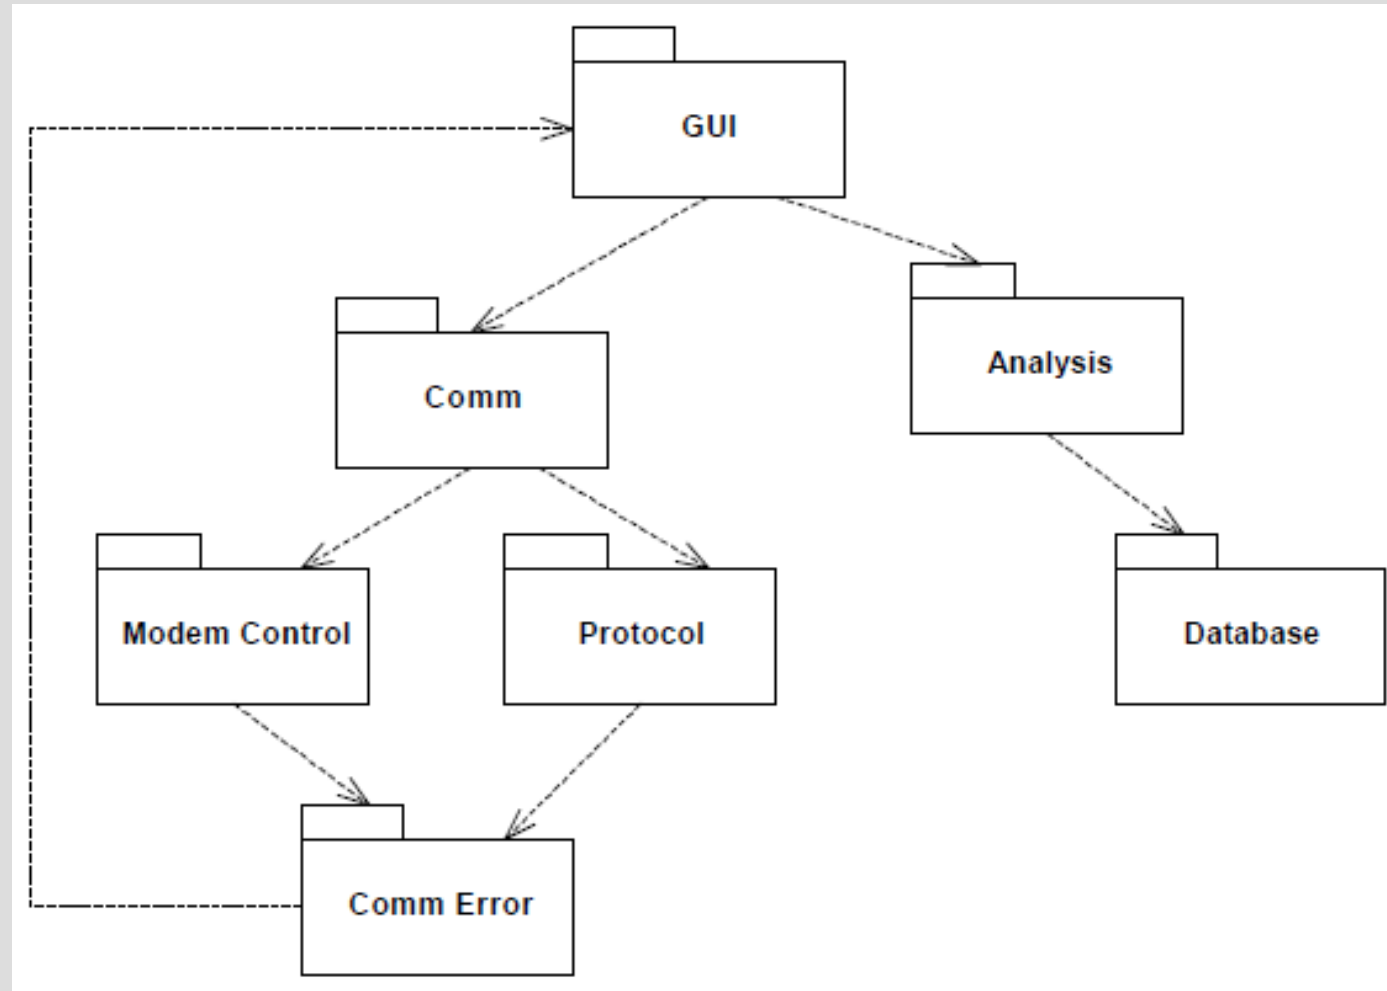 GUI
Analysis
Comm
Modem Control
Protocol
Database
Comm Error